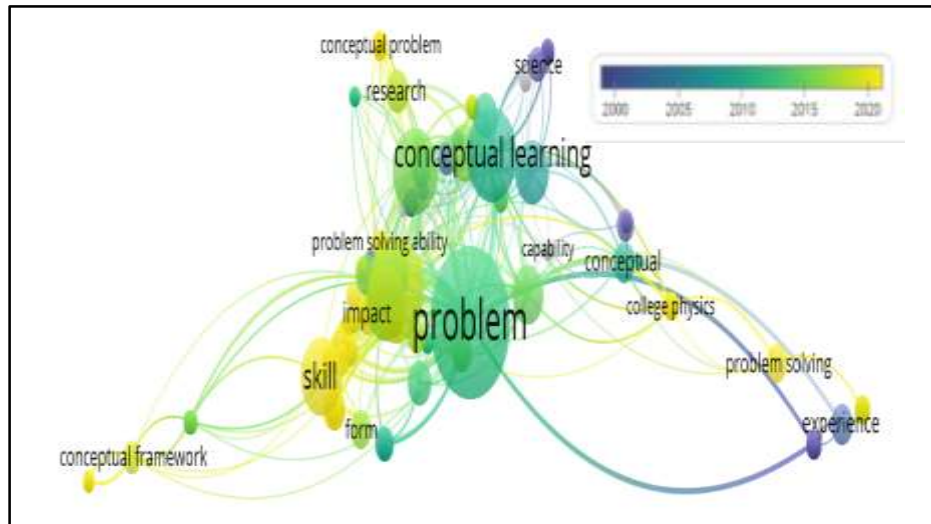 conceptual problem
science
research
2000 2005 2010 2015 2020
conceptual learning
problem solving ability
capability
conceptual
impact
college physics
problem
problem solving
skill
form
experience
conceptual framework